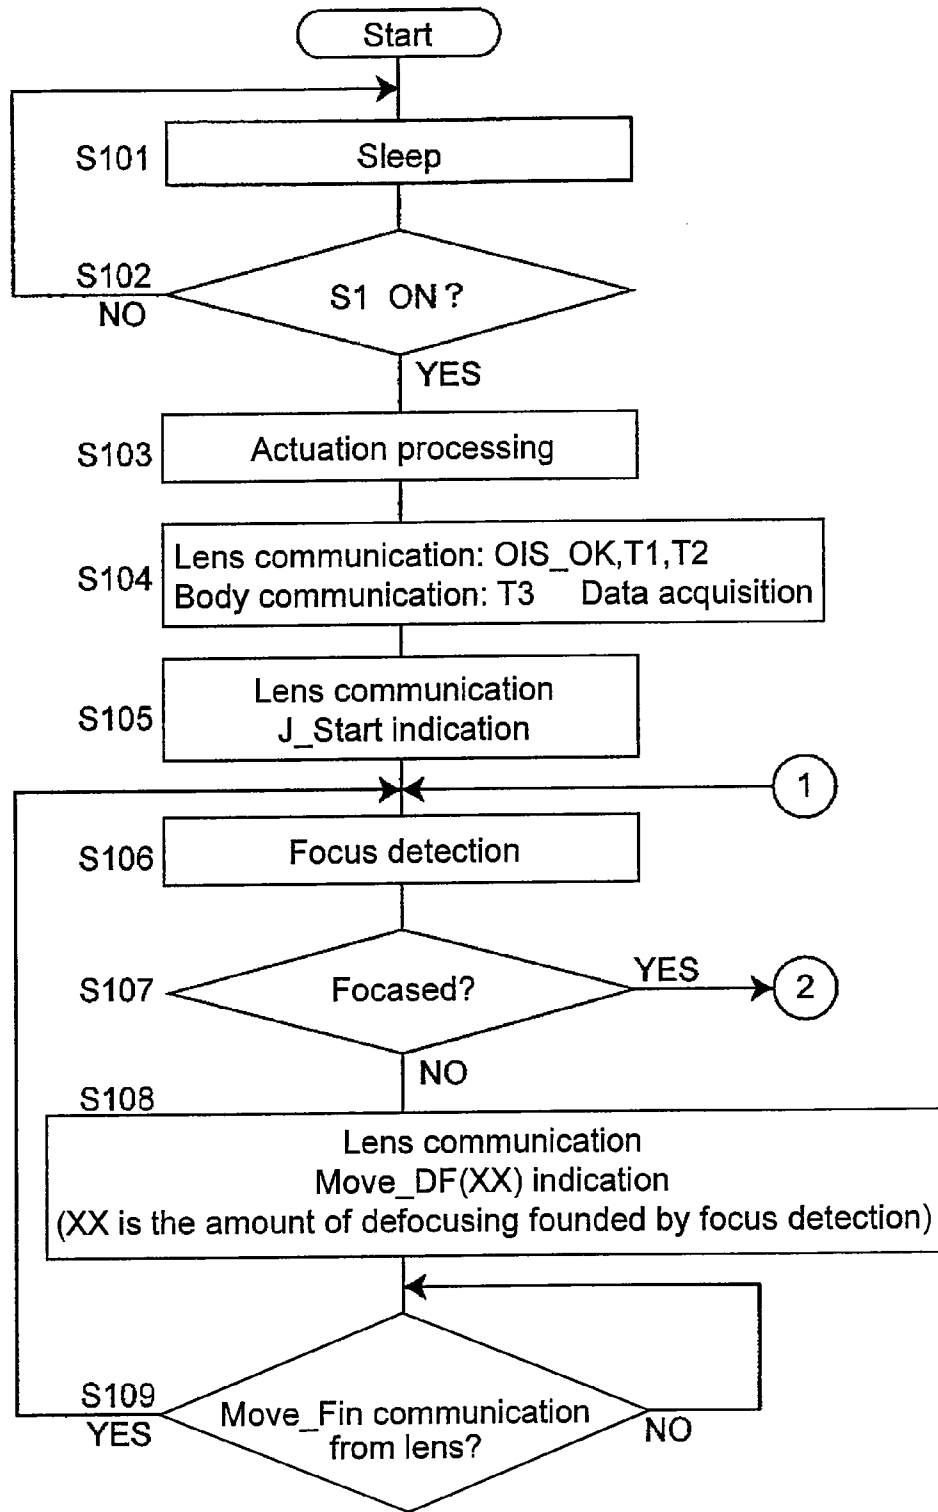 Start
S101
Sleep
S102
NO
S1 ON?
YES
S103
Actuation processing
S104
Lens communication: OIS_OK,T1,T2
Body communication: T3 Data acquisition
S105
Lens communication
J_Start indication
1
S106
Focus detection
S107
Focased?
YES
2
NO
S108
Lens communication
Move_DF(XX) indication
(XX is the amount of defocusing founded by focus detection)
S109
YES
Move_Fin communication
from lens?
NO